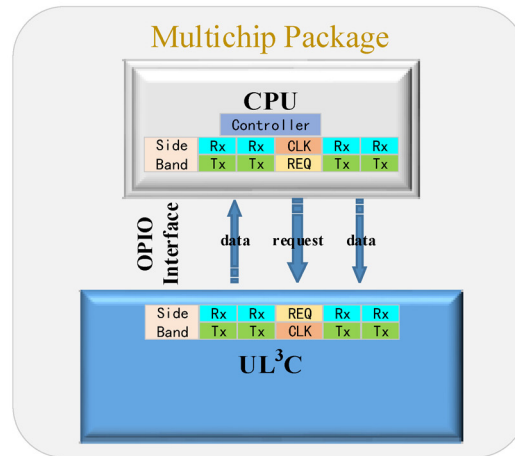 Multichip Package
CPU
Controller
Side Rx Rx CLK Rx Rx
Band Tx Tx REQ Tx Tx
OPIO
Interface
data request data
Side Rx Rx REQ Rx Rx
Band Tx Tx CLK Tx Tx
UL³C